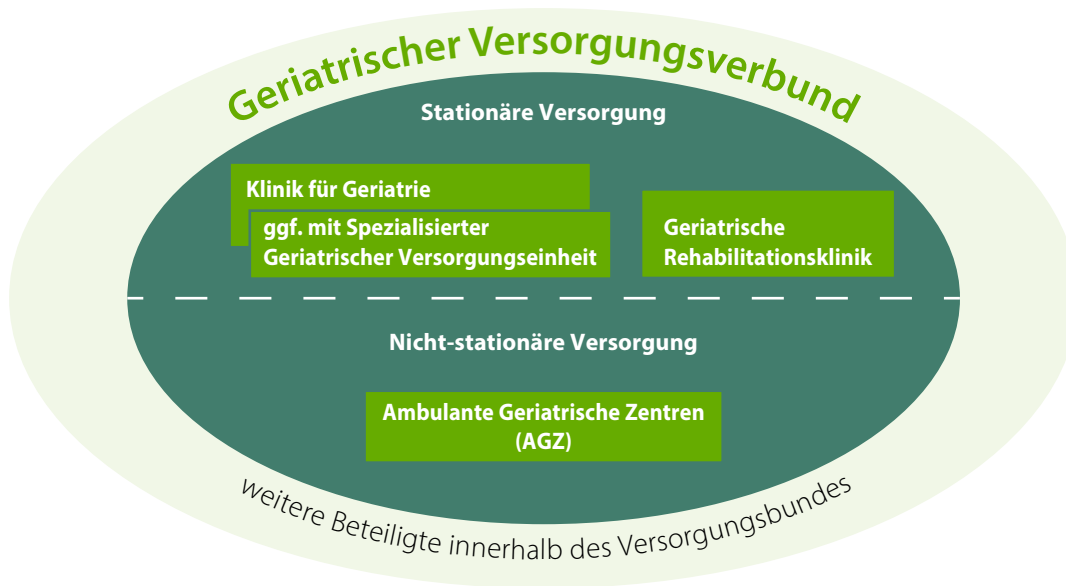 Geriatrischer Versorgungsverbund
Stationäre Versorgung
Klinik für Geriatrie
ggf. mit Spezialisierter
Geriatrischer Versorgungseinheit
Geriatrische
Rehabilitationsklinik
Nicht-stationäre Versorgung
Ambulante Geriatrische Zentren
(AGZ)
weitere Beteiligte innerhalb des Versorgungsbundes